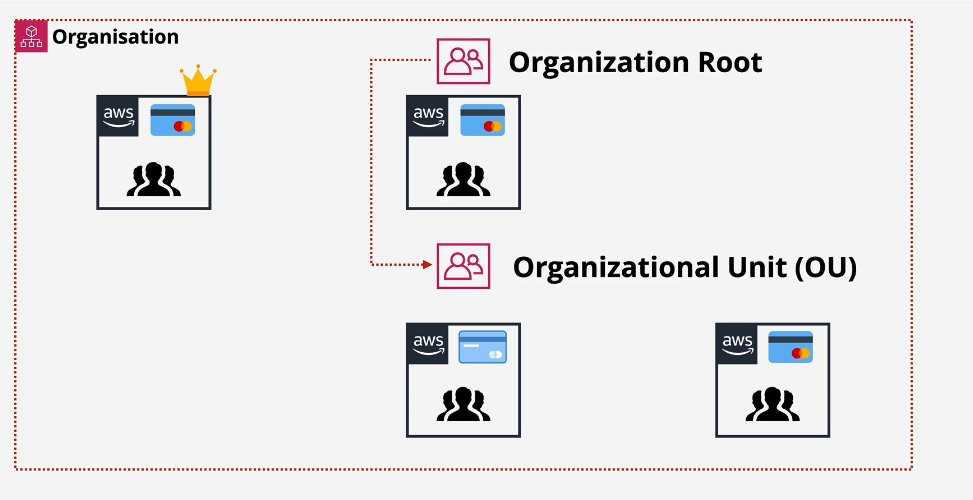 Organisation
Organization Root
aws
aws
Organizational Unit (OU)
aws
aws